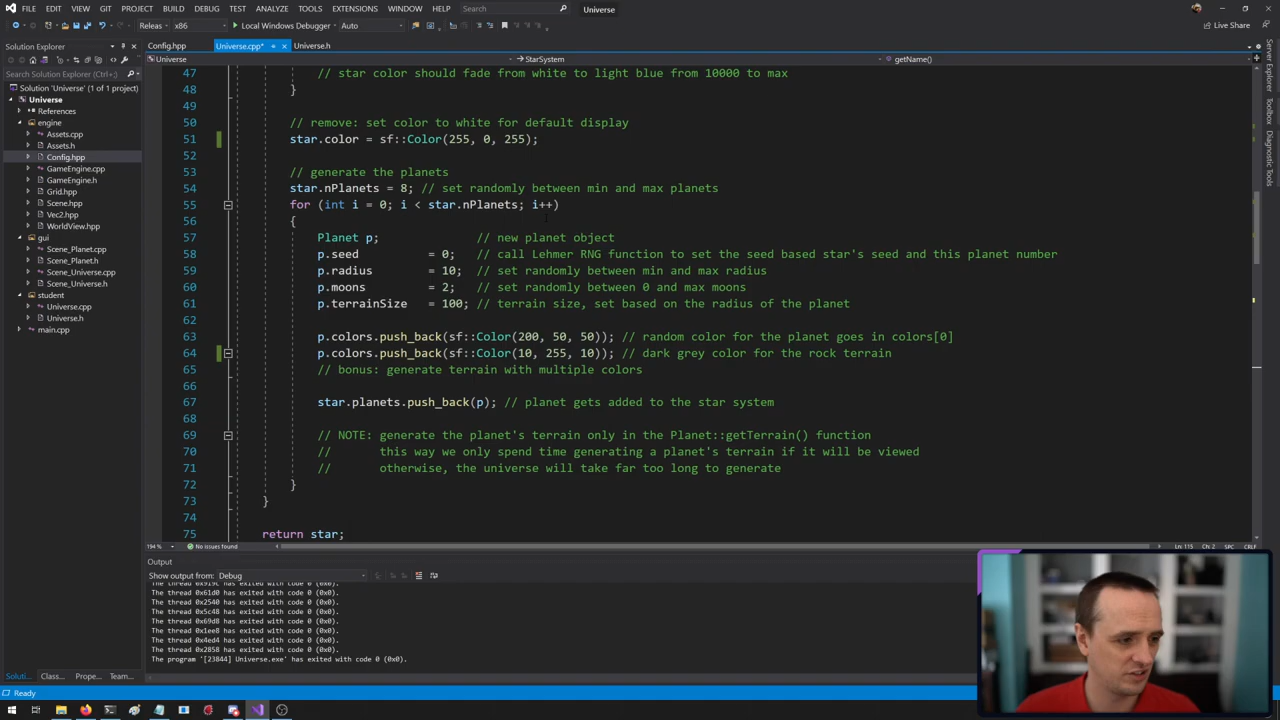 FILE EDIT VIEW GIT PROJECT BUILD DEBUG TEST ANALYZE TOOLS EXTENSIONS WINDOW HELP Search Universe
Releas x86 Local Windows Debugger Auto Live Share
Solution Explorer Config.hpp Universe.cpp* Universe.h
Universe StarSystem getName()
Search Solution Explorer (Ctrl+;)
Solution 'Universe' (1 of 1 project)
Universe
References
engine
Assets.cpp
Assets.h
Config.hpp
GameEngine.cpp
GameEngine.h
Grid.hpp
Scene.hpp
Vec2.hpp
WorldView.hpp
gui
Scene_Planet.cpp
Scene_Planet.h
Scene_Universe.cpp
Scene_Universe.h
student
Universe.cpp
Universe.h
main.cpp
47 // star color should fade from white to light blue from 10000 to max
48 }
49
50 // remove: set color to white for default display
51 star.color = sf::Color(255, 0, 255);
52
53 // generate the planets
54 star.nPlanets = 8; // set randomly between min and max planets
55 for (int i = 0; i < star.nPlanets; i++)
56 {
57 Planet p; // new planet object
58 p.seed = 0; // call Lehmer RNG function to set the seed based star's seed and this planet number
59 p.radius = 10; // set randomly between min and max radius
60 p.moons = 2; // set randomly between 0 and max moons
61 p.terrainSize = 100; // terrain size, set based on the radius of the planet
62
63 p.colors.push_back(sf::Color(200, 50, 50)); // random color for the planet goes in colors[0]
64 p.colors.push_back(sf::Color(10, 255, 10)); // dark grey color for the rock terrain
65 // bonus: generate terrain with multiple colors
66
67 star.planets.push_back(p); // planet gets added to the star system
68
69 // NOTE: generate the planet's terrain only in the Planet::getTerrain() function
70 // this way we only spend time generating a planet's terrain if it will be viewed
71 // otherwise, the universe will take far too long to generate
72 }
73 }
74
75 return star;
194 % No issues found Ln: 115 Ch: 2 SPC CRLF
Output
Show output from: Debug
The thread 0x61d0 has exited with code 0 (0x0).
The thread 0x2540 has exited with code 0 (0x0).
The thread 0x5c48 has exited with code 0 (0x0).
The thread 0x69d8 has exited with code 0 (0x0).
The thread 0x1ee8 has exited with code 0 (0x0).
The thread 0x4ed4 has exited with code 0 (0x0).
The thread 0x2858 has exited with code 0 (0x0).
The program '[23844] Universe.exe' has exited with code 0 (0x0).
Soluti... Class... Prope... Team...
Ready
Server Explorer
Toolbox
Diagnostic Tools